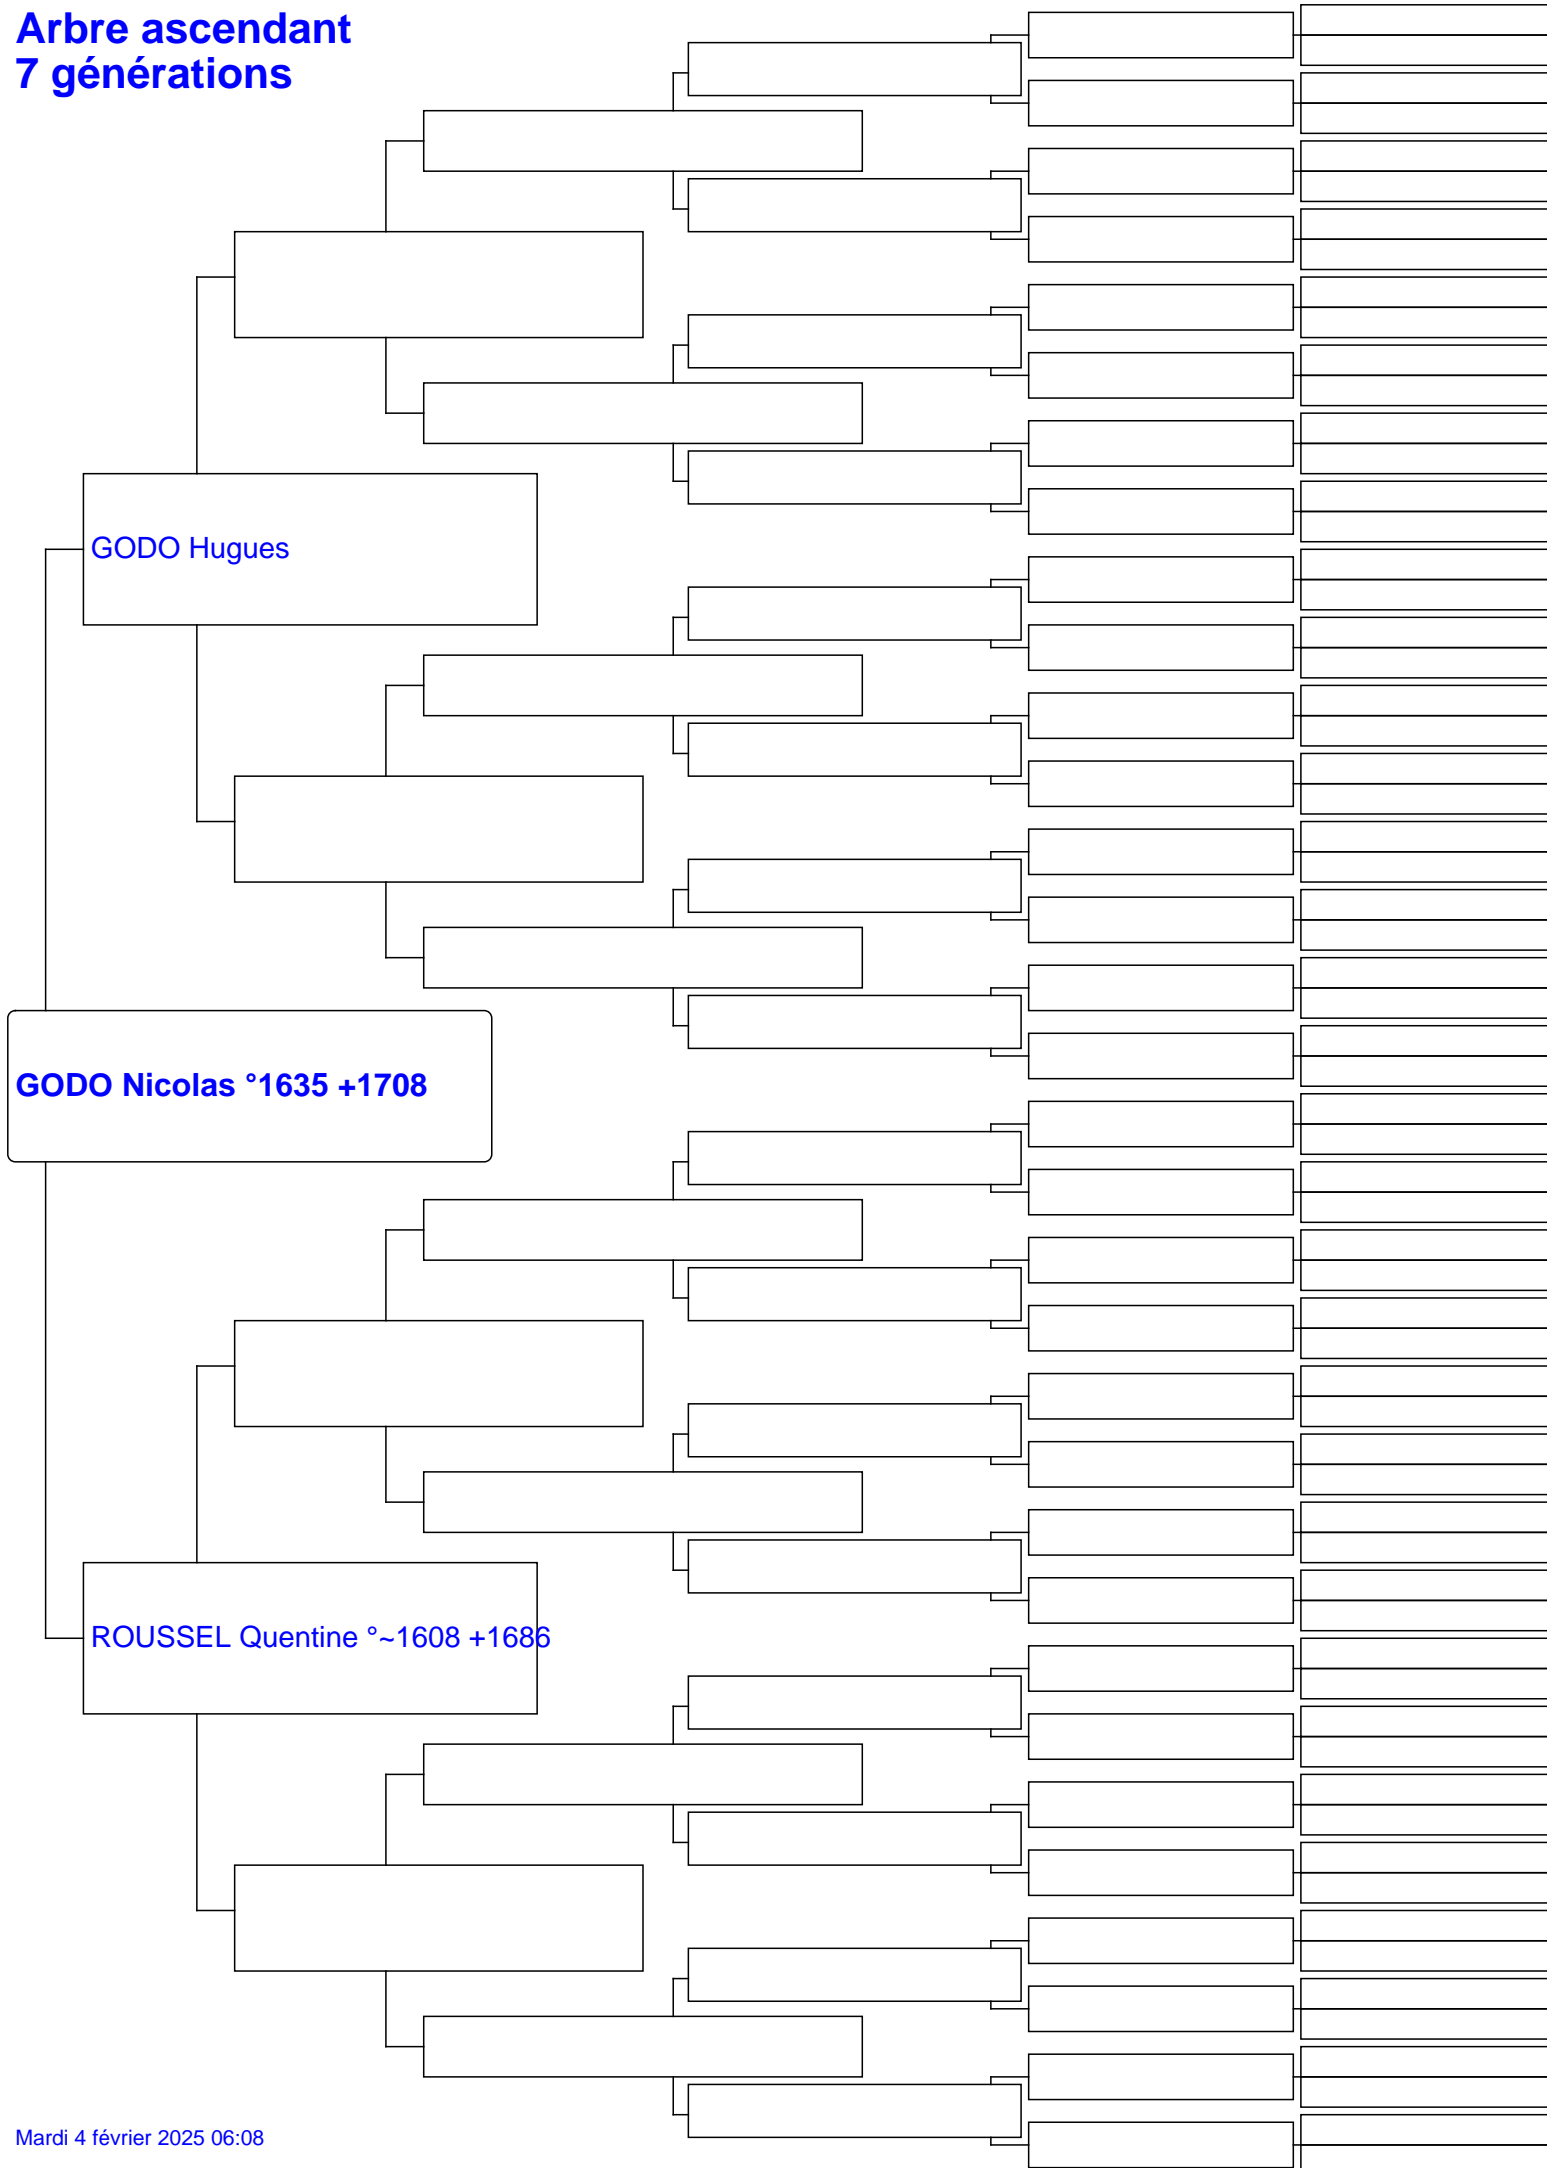 Arbre ascendant
7 générations
GODO Hugues
GODO Nicolas °1635 +1708
ROUSSEL Quentine °~1608 +1686
Mardi 4 février 2025 06:08